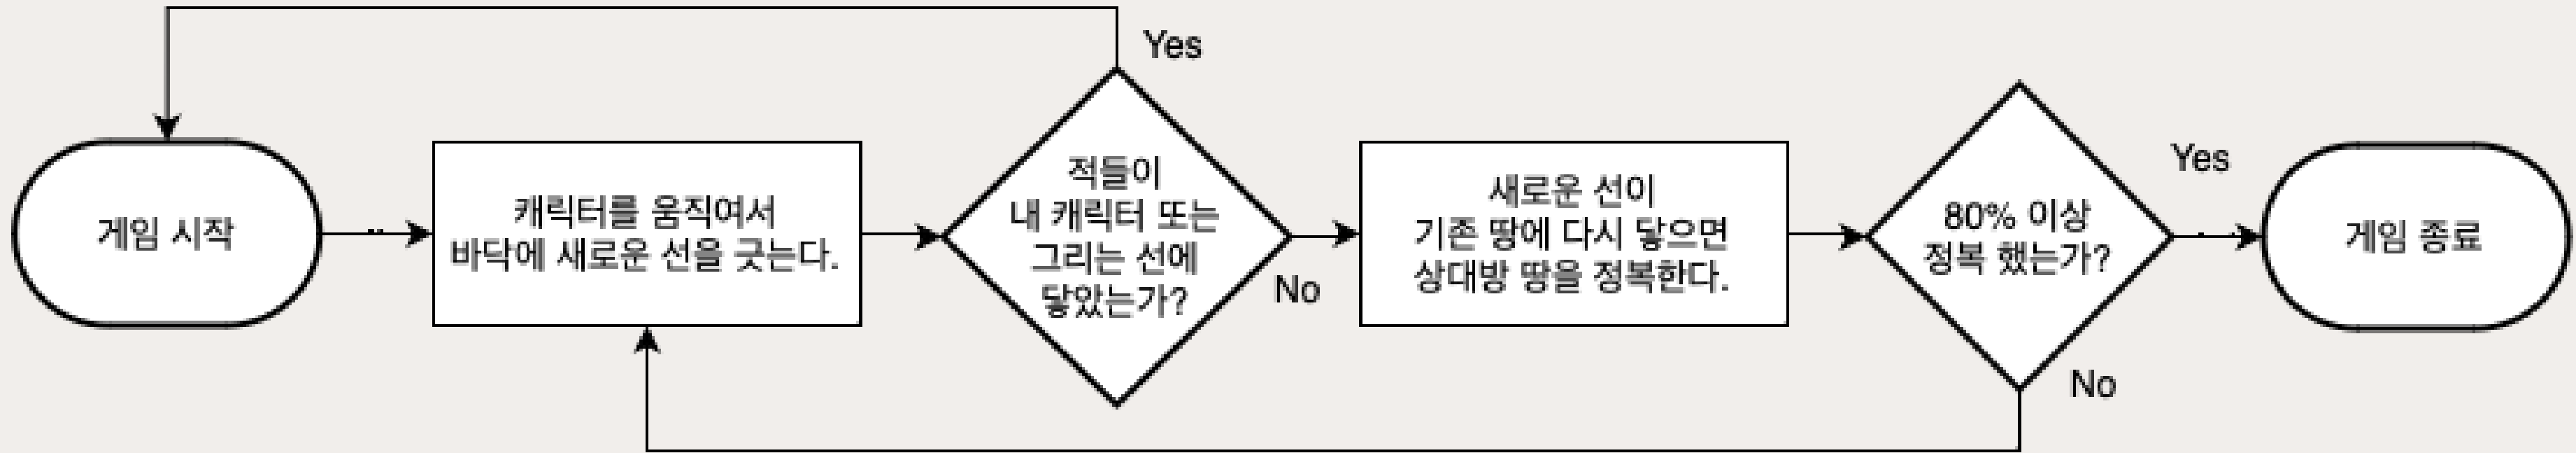 Yes
게임 시작
캐릭터를 움직여서
바닥에 새로운 선을 긋는다.
적들이
내 캐릭터 또는
그리는 선에
닿았는가?
No
새로운 선이
기존 땅에 다시 닿으면
상대방 땅을 정복한다.
80% 이상
정복 했는가?
Yes
No
게임 종료